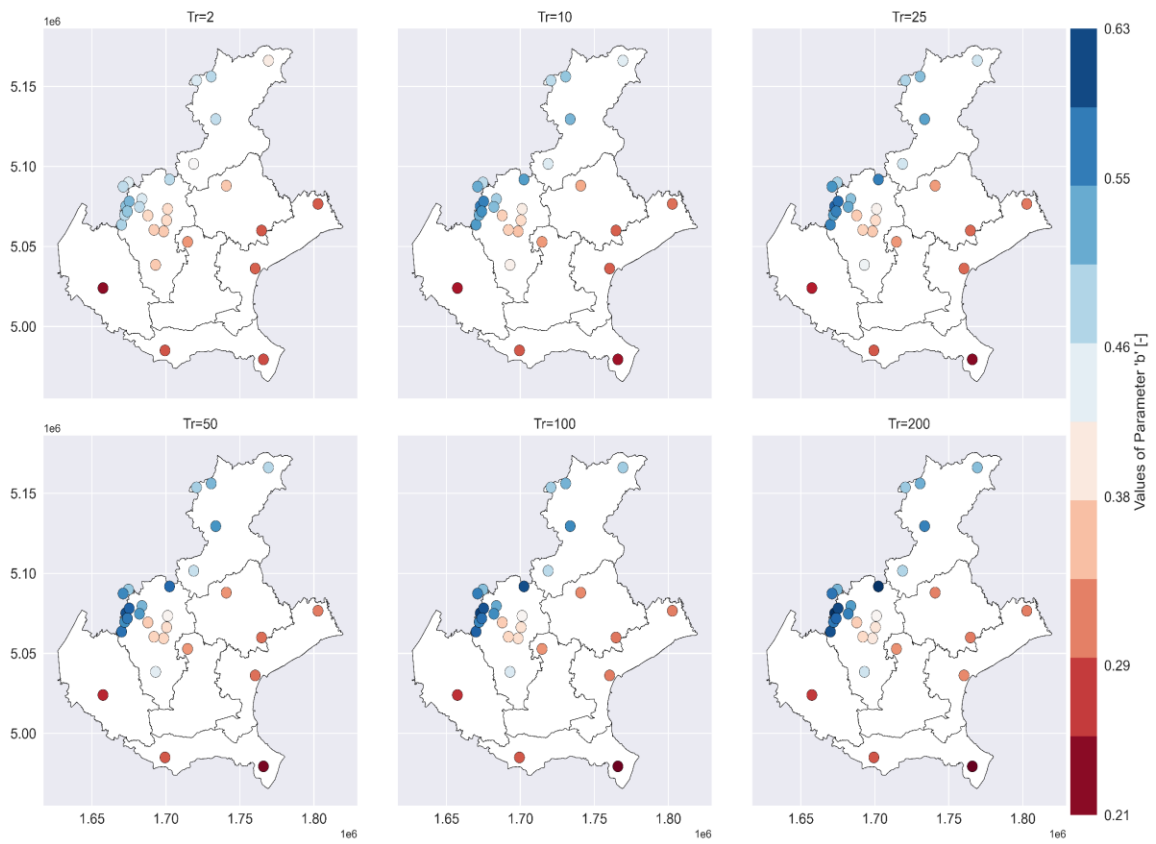 Tr=2
Tr=10
Tr=25
1e6
5.15
5.10
5.05
5.00
Tr=50
Tr=100
Tr=200
1e6
5.15
5.10
5.05
5.00
1.65 1.70 1.75 1.80
1e6
1.65 1.70 1.75 1.80
1e6
1.65 1.70 1.75 1.80
1e6
0.63
0.55
0.46
0.38
0.29
0.21
Values of Parameter 'b' [-]